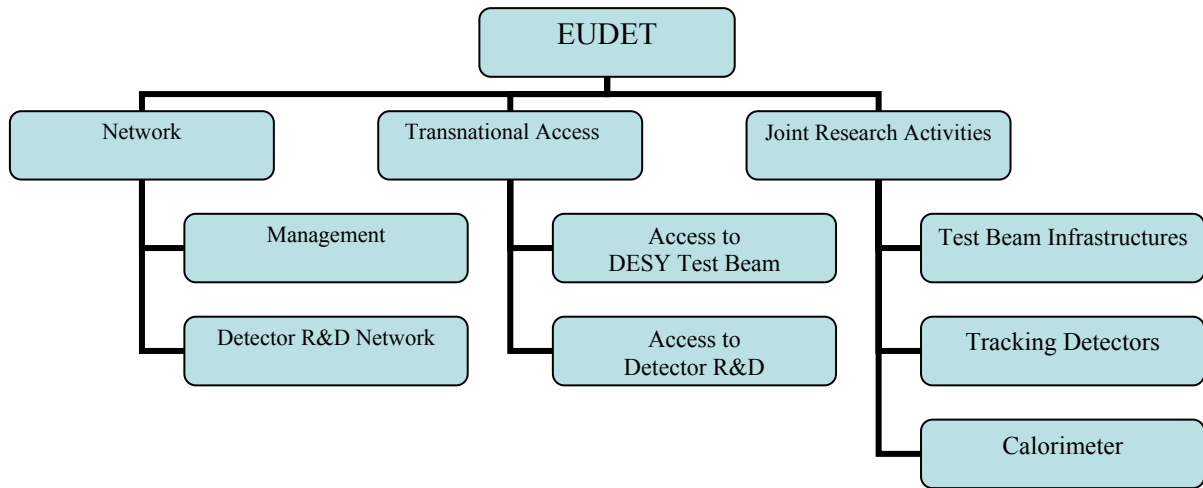 EUDET
Network
Transnational Access
Joint Research Activities
Management
Access to
DESY Test Beam
Test Beam Infrastructures
Detector R&D Network
Access to
Detector R&D
Tracking Detectors
Calorimeter